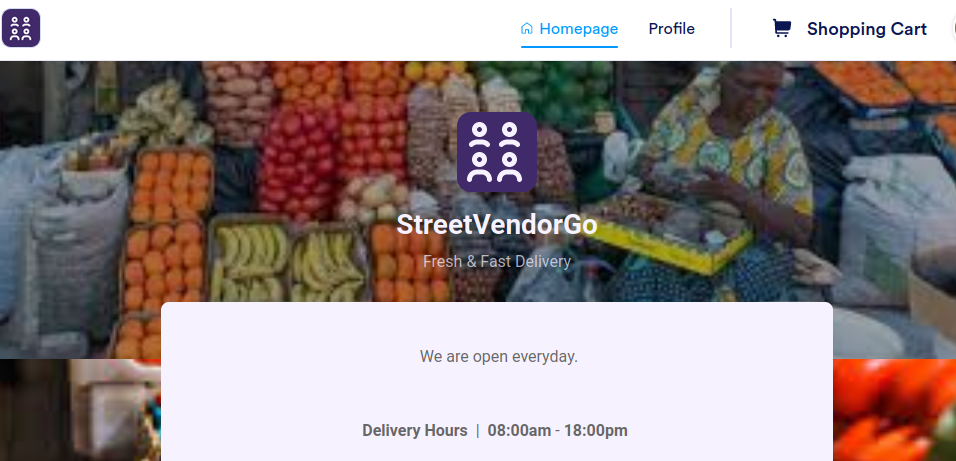 Homepage
Profile
Shopping Cart
StreetVendorGo
Fresh & Fast Delivery
We are open everyday.
Delivery Hours | 08:00am - 18:00pm